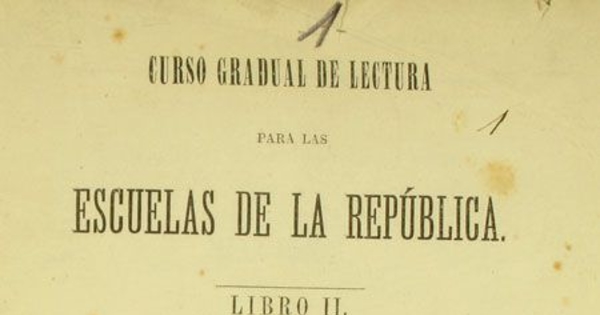 1
CURSO GRADUAL DE LECTURA
PARA LAS
1
ESCUELAS DE LA REPÚBLICA.
LIBRO II.